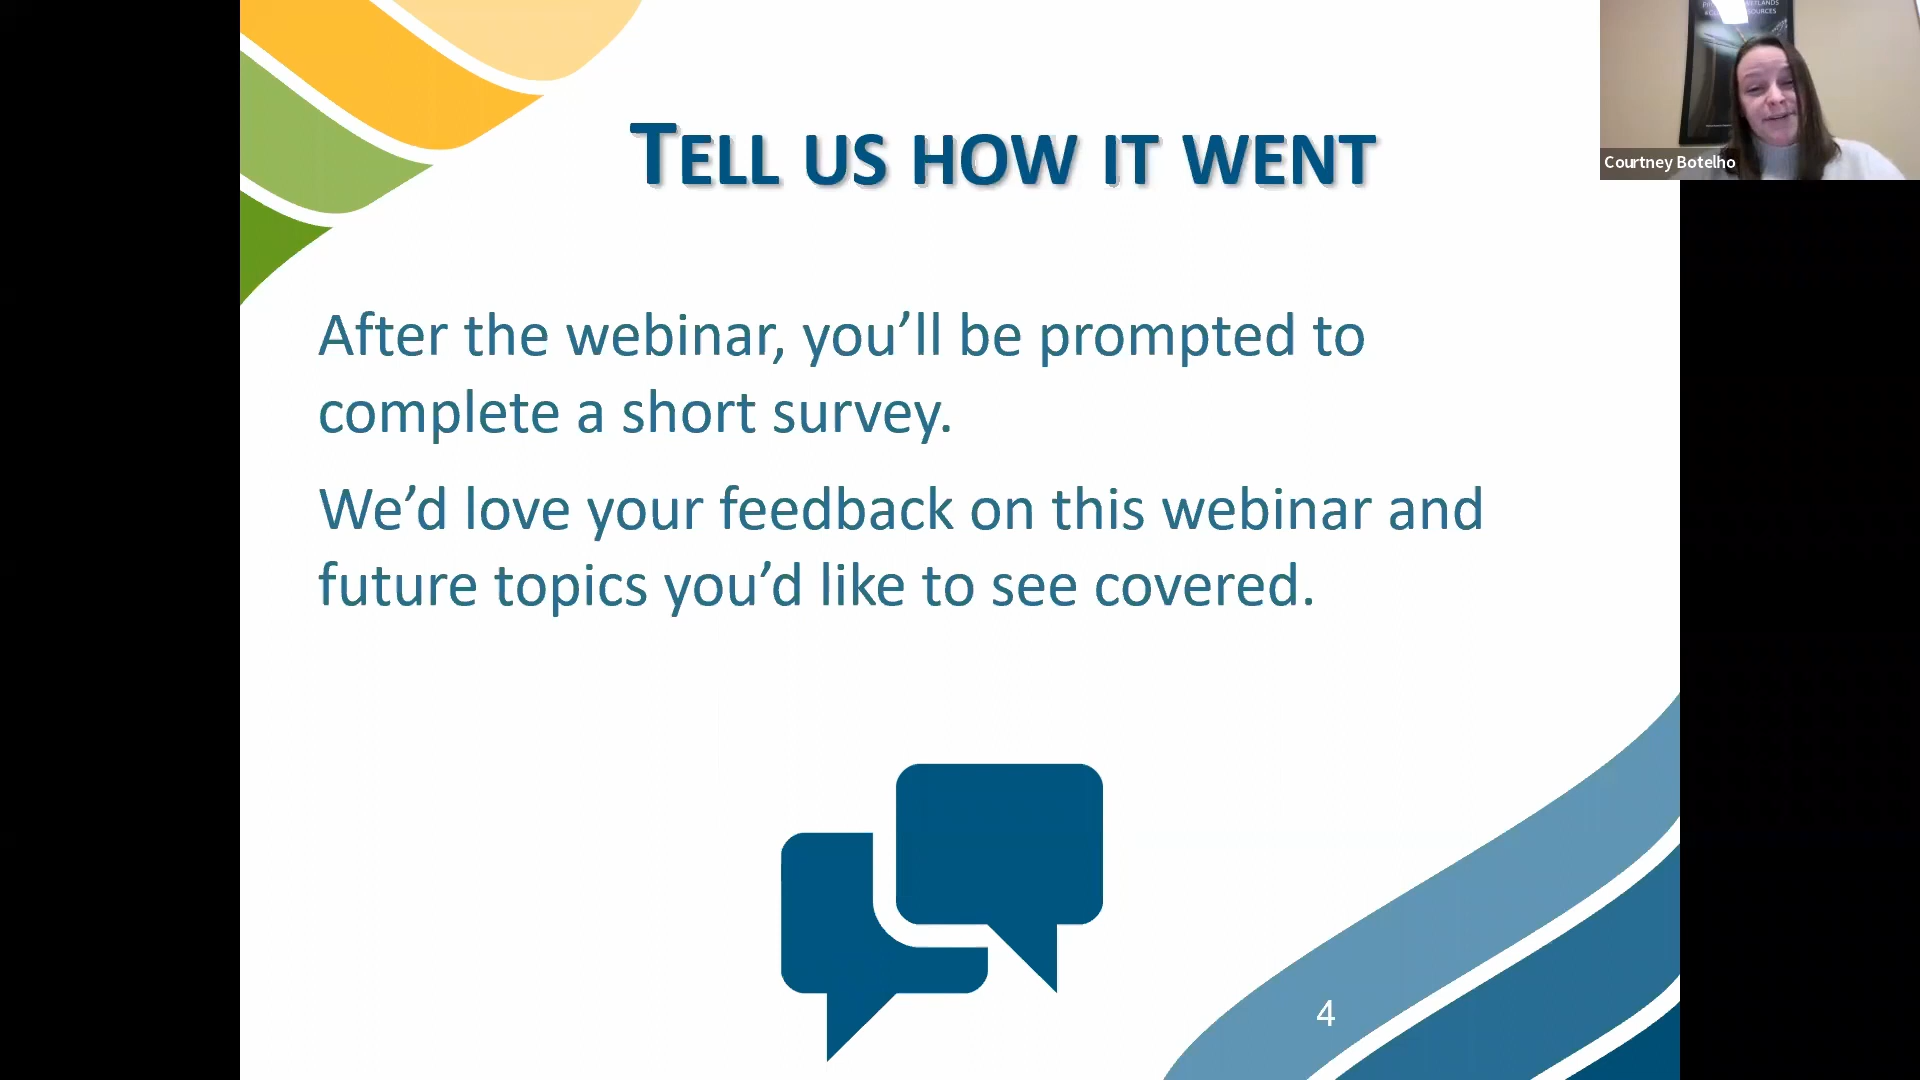 TELL US HOW IT WENT
After the webinar, you’ll be prompted to
complete a short survey.
We’d love your feedback on this webinar and
future topics you’d like to see covered.
4
Courtney Botelho